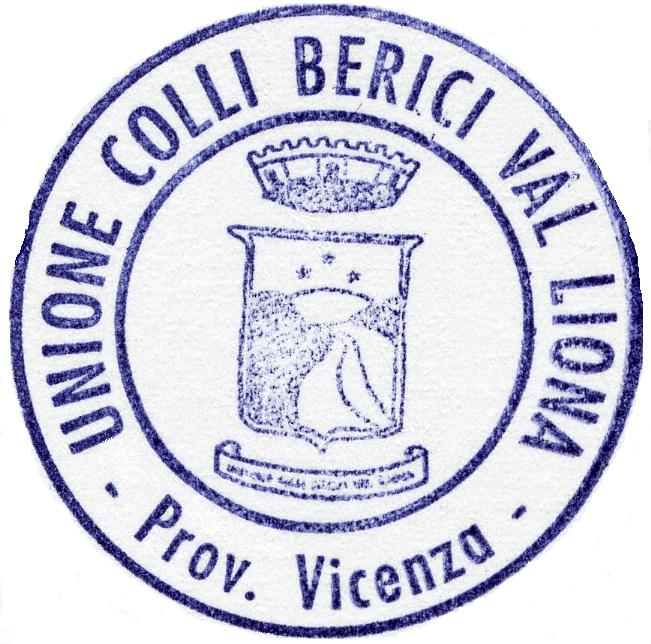 UNIONE COLLI BERICI VAL LIONA
- Prov. Vicenza -